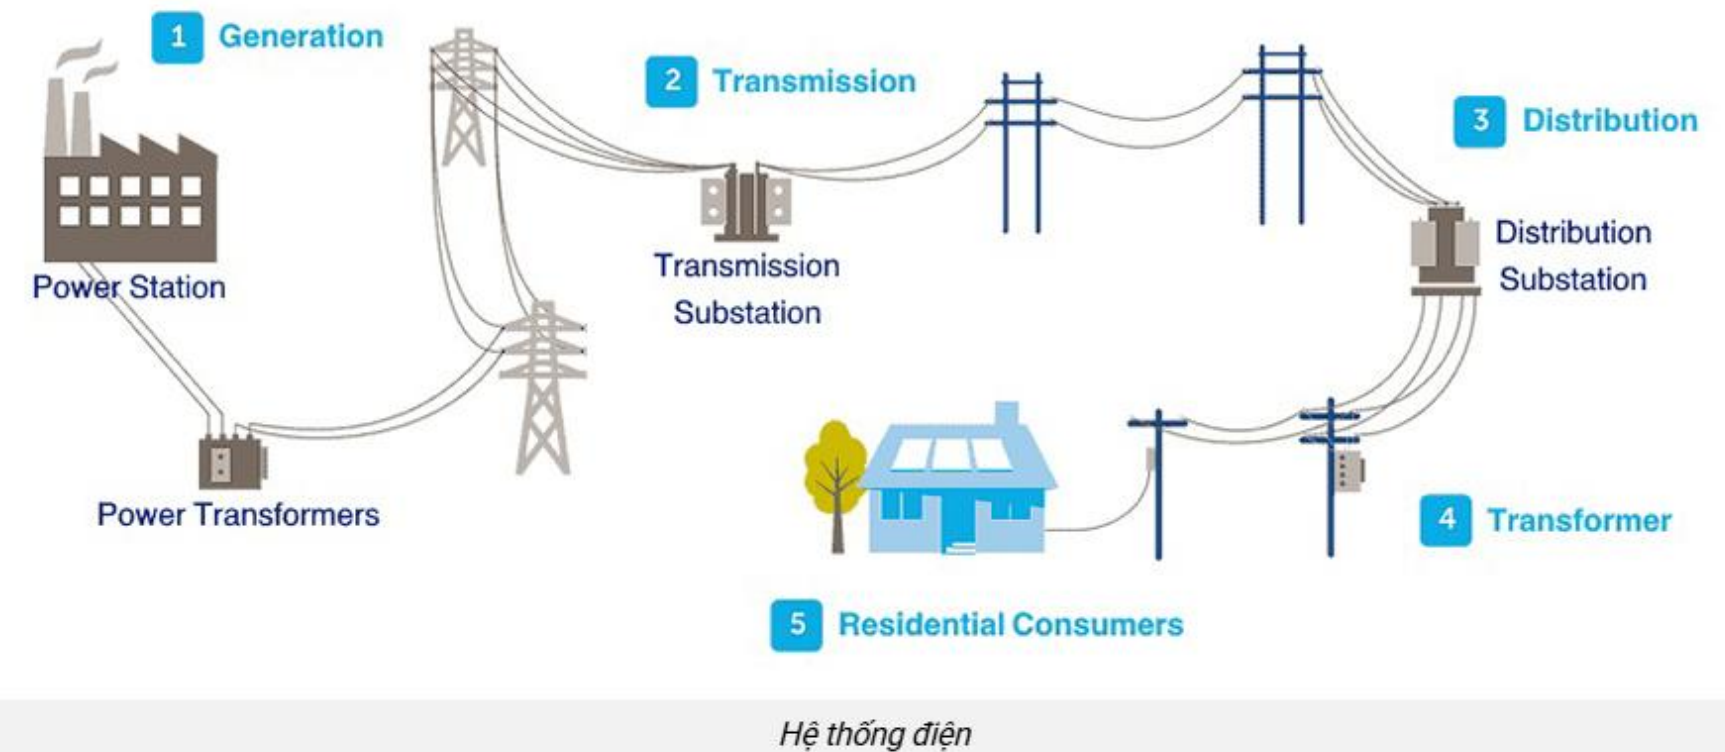 1 Generation
2 Transmission
3 Distribution
Power Station
Transmission
Substation
Distribution
Substation
Power Transformers
4 Transformer
5 Residential Consumers
Hệ thống điện